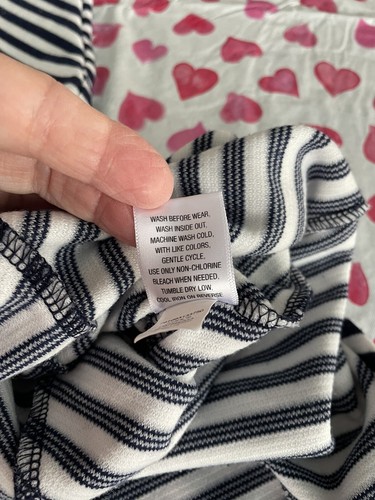 WASH BEFORE WEAR.
WASH INSIDE OUT.
MACHINE WASH COLD,
WITH LIKE COLORS,
GENTLE CYCLE.
USE ONLY NON-CHLORINE
BLEACH WHEN NEEDED.
TUMBLE DRY LOW.
COOL IRON ON REVERSE